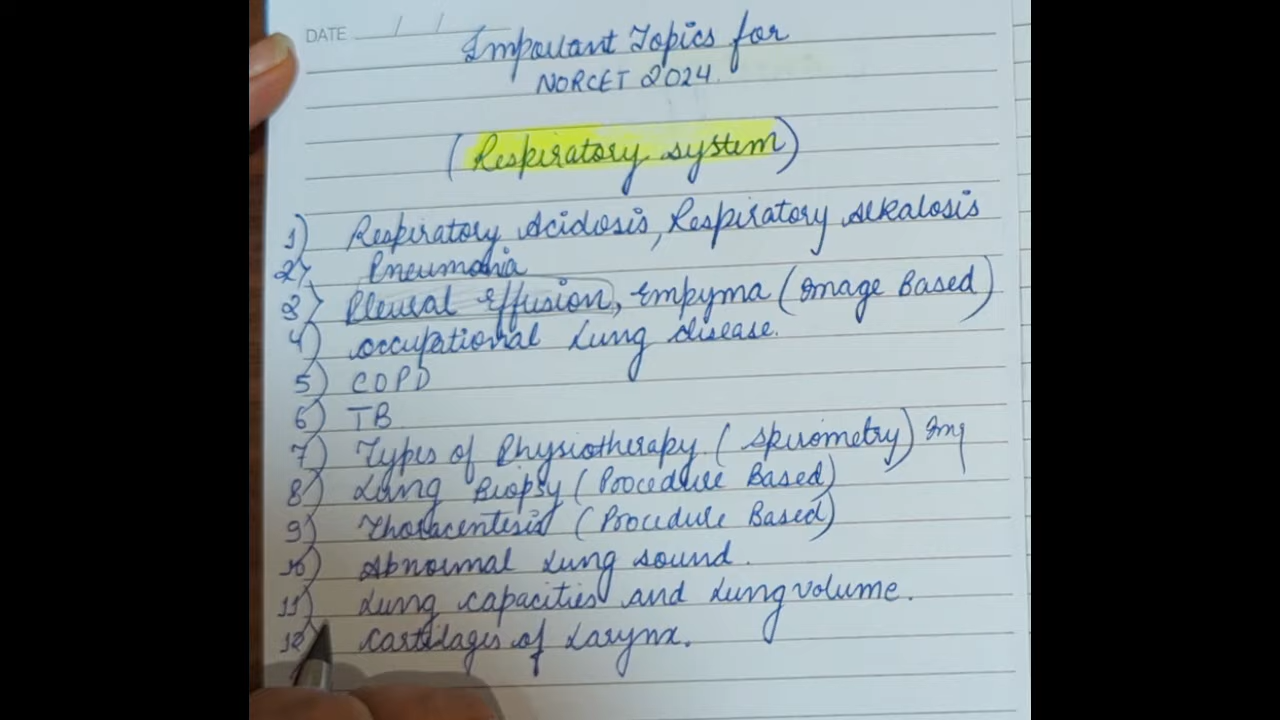 DATE / /
Important Topics for
NORCET 2024.
(Respiratory system)
1) Respiratory Acidosis, Respiratory Alkalosis
2) Pneumonia
3) Pleural effusion, Empyma (Image Based)
4) occupational Lung disease.
5) COPD
6) TB
7) Types of Physiotherapy (Spirometry) Imq
8) Lung Biopsy (Procedure Based)
9) Thoracentesis (Procedure Based)
10) Abnormal Lung sound.
11) Lung capacities and Lung volume.
12) Cartilages of Larynx.